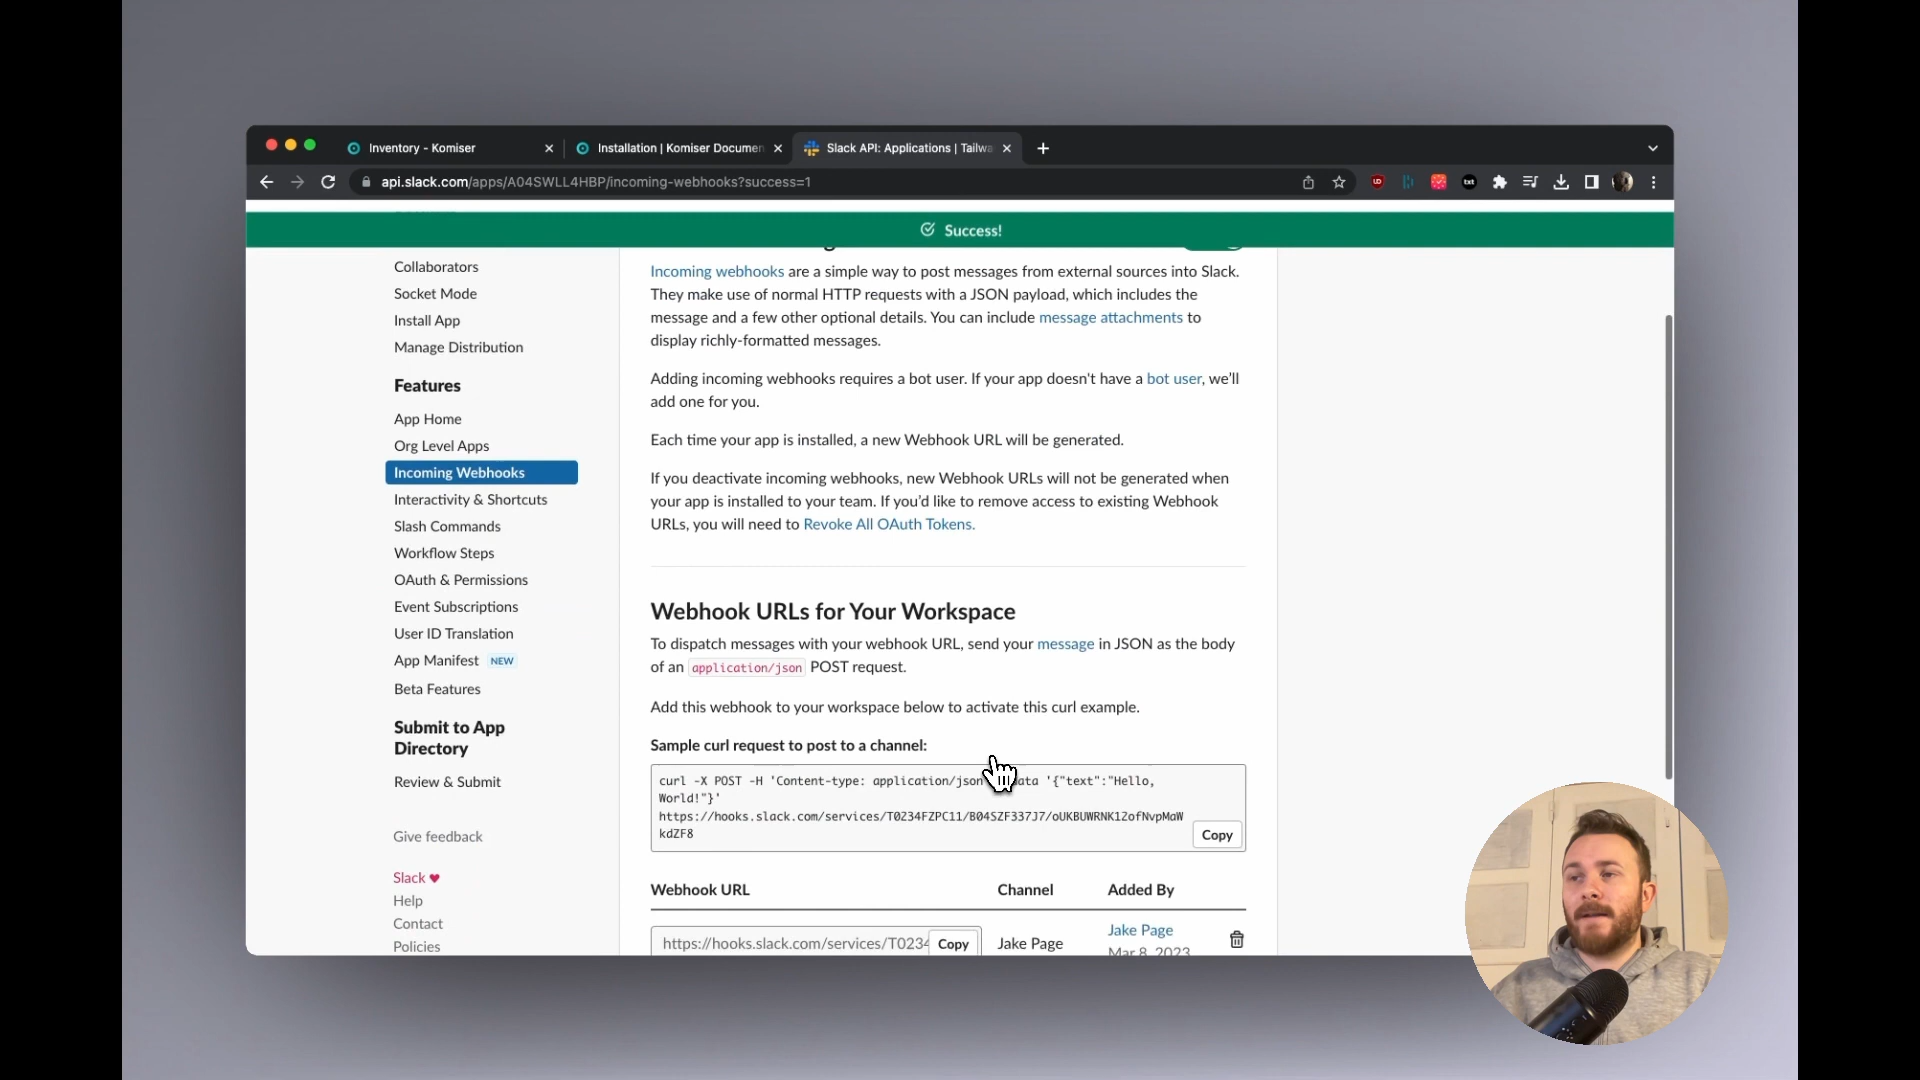 Inventory - Komiser
Installation | Komiser Documen
Slack API: Applications | Tailwa
api.slack.com/apps/A04SWLL4HBP/incoming-webhooks?success=1
Success!
Collaborators
Socket Mode
Install App
Manage Distribution
Features
App Home
Org Level Apps
Incoming Webhooks
Interactivity & Shortcuts
Slash Commands
Workflow Steps
OAuth & Permissions
Event Subscriptions
User ID Translation
App Manifest NEW
Beta Features
Submit to App
Directory
Review & Submit
Give feedback
Slack ♥
Help
Contact
Policies
Incoming webhooks are a simple way to post messages from external sources into Slack.
They make use of normal HTTP requests with a JSON payload, which includes the
message and a few other optional details. You can include message attachments to
display richly-formatted messages.
Adding incoming webhooks requires a bot user. If your app doesn't have a bot user, we’ll
add one for you.
Each time your app is installed, a new Webhook URL will be generated.
If you deactivate incoming webhooks, new Webhook URLs will not be generated when
your app is installed to your team. If you’d like to remove access to existing Webhook
URLs, you will need to Revoke All OAuth Tokens.
Webhook URLs for Your Workspace
To dispatch messages with your webhook URL, send your message in JSON as the body
of an application/json POST request.
Add this webhook to your workspace below to activate this curl example.
Sample curl request to post to a channel:
curl -X POST -H 'Content-type: application/json ata '{"text":"Hello,
World!"}'
https://hooks.slack.com/services/T0234FZPC11/B04SZF337J7/oUKBUWRNK12ofNvpMaW
kdZF8
Copy
Webhook URL Channel Added By
https://hooks.slack.com/services/T0234 Copy Jake Page Jake Page
Mar 8, 2023